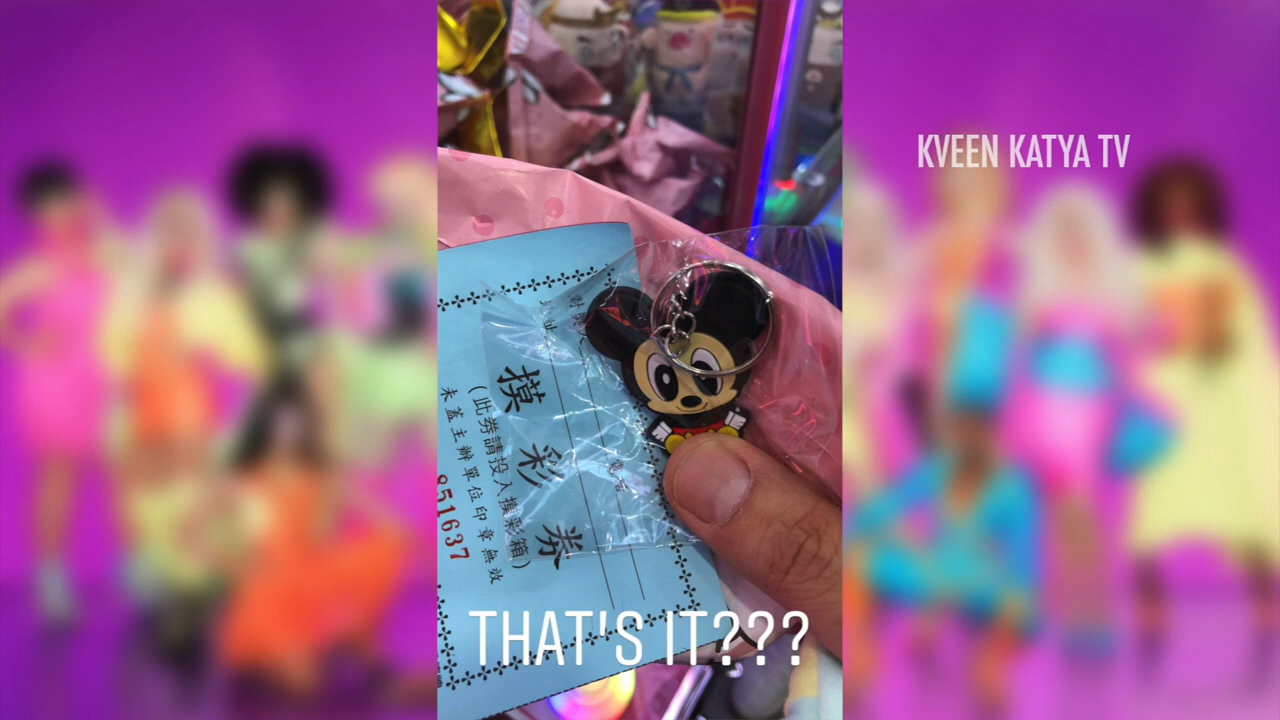 KVEEN KATYA TV
摸彩券
(此券請投入摸彩箱)
未蓋主辦單位印章無效
851637
THAT'S IT???